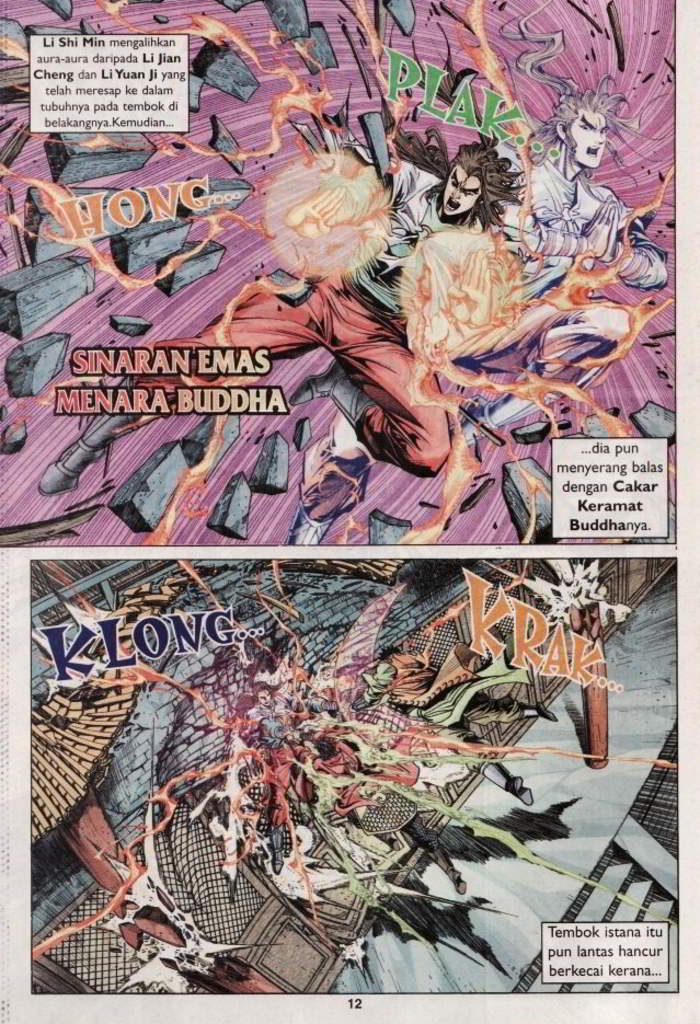 Li Shi Min mengalihkan
aura-aura daripada Li Jian
Cheng dan Li Yuan Ji yang
telah meresap ke dalam
tubuhnya pada tembok di
belakangnya.Kemudian...
PLAK...
HONG...
SINARAN EMAS
MENARA BUDDHA
...dia pun
menyerang balas
dengan Cakar
Keramat
Buddhanya.
KLONG...
KRAK...
Tembok istana itu
pun lantas hancur
berkecai kerana...
12